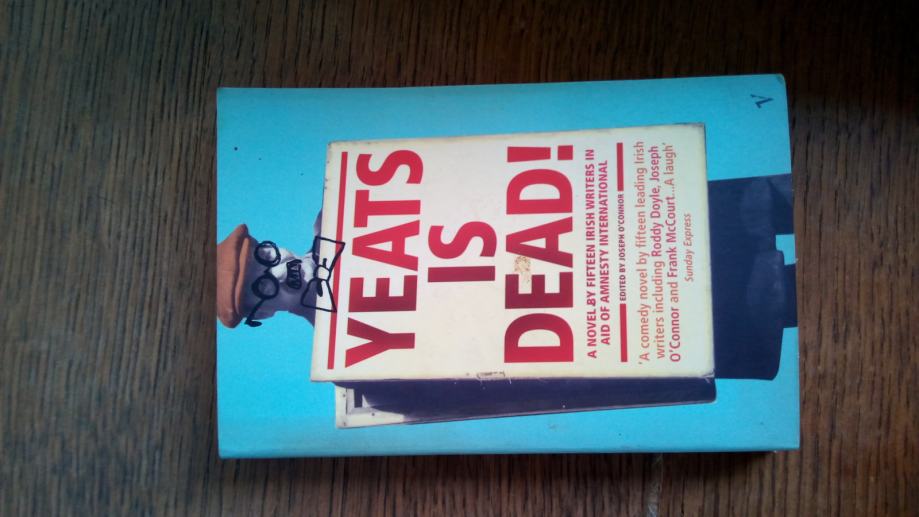 YEATS
IS
DEAD!
A NOVEL BY FIFTEEN IRISH WRITERS IN
AID OF AMNESTY INTERNATIONAL
EDITED BY JOSEPH O'CONNOR
'A comedy novel by fifteen leading Irish
writers including Roddy Doyle, Joseph
O'Connor and Frank McCourt...A laugh'
Sunday Express
V